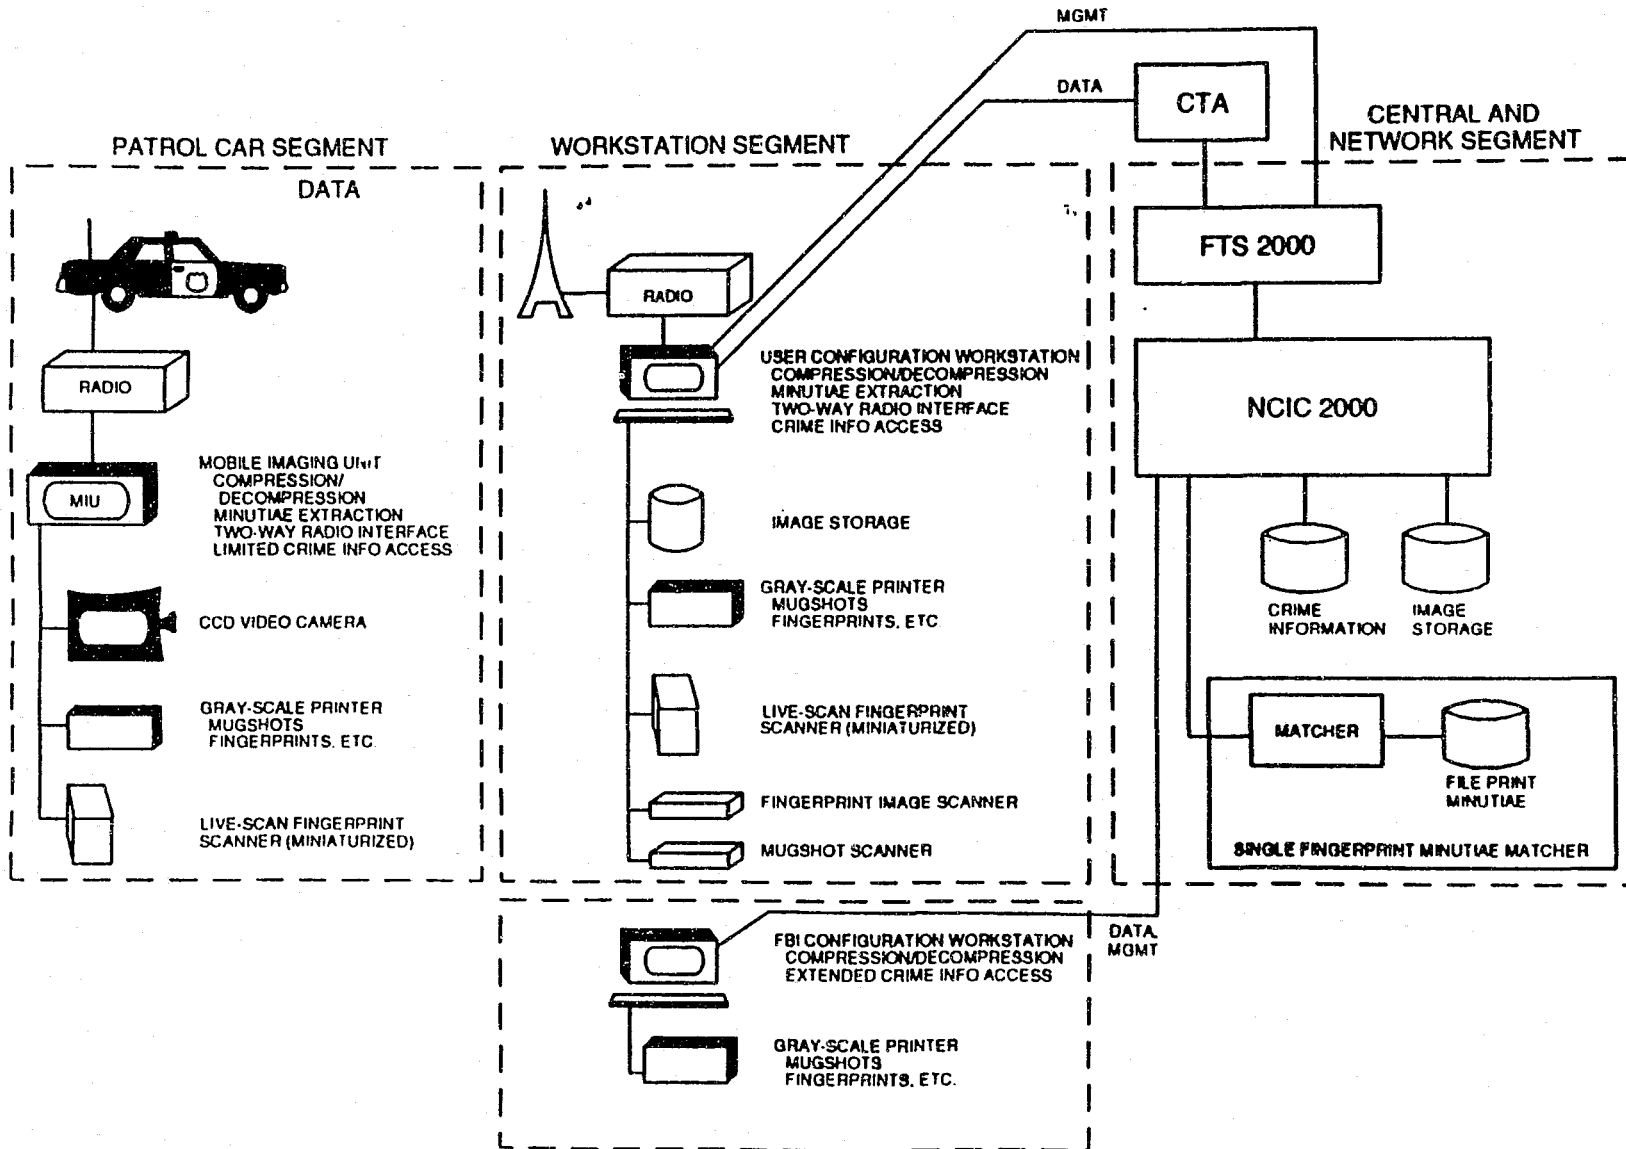 MGMT
DATA
CTA
CENTRAL AND
NETWORK SEGMENT
PATROL CAR SEGMENT
WORKSTATION SEGMENT
DATA
FTS 2000
RADIO
RADIO
USER CONFIGURATION WORKSTATION
COMPRESSION/DECOMPRESSION
MINUTIAE EXTRACTION
TWO-WAY RADIO INTERFACE
CRIME INFO ACCESS
NCIC 2000
MOBILE IMAGING UNIT
COMPRESSION/
DECOMPRESSION
MINUTIAE EXTRACTION
TWO-WAY RADIO INTERFACE
LIMITED CRIME INFO ACCESS
MIU
IMAGE STORAGE
GRAY-SCALE PRINTER
MUGSHOTS
FINGERPRINTS, ETC.
CRIME
INFORMATION
IMAGE
STORAGE
CCD VIDEO CAMERA
GRAY-SCALE PRINTER
MUGSHOTS
FINGERPRINTS, ETC.
LIVE-SCAN FINGERPRINT
SCANNER (MINIATURIZED)
MATCHER
FILE PRINT
MINUTIAE
SINGLE FINGERPRINT MINUTIAE MATCHER
LIVE-SCAN FINGERPRINT
SCANNER (MINIATURIZED)
FINGERPRINT IMAGE SCANNER
MUGSHOT SCANNER
DATA,
MGMT
FBI CONFIGURATION WORKSTATION
COMPRESSION/DECOMPRESSION
EXTENDED CRIME INFO ACCESS
GRAY-SCALE PRINTER
MUGSHOTS
FINGERPRINTS, ETC.